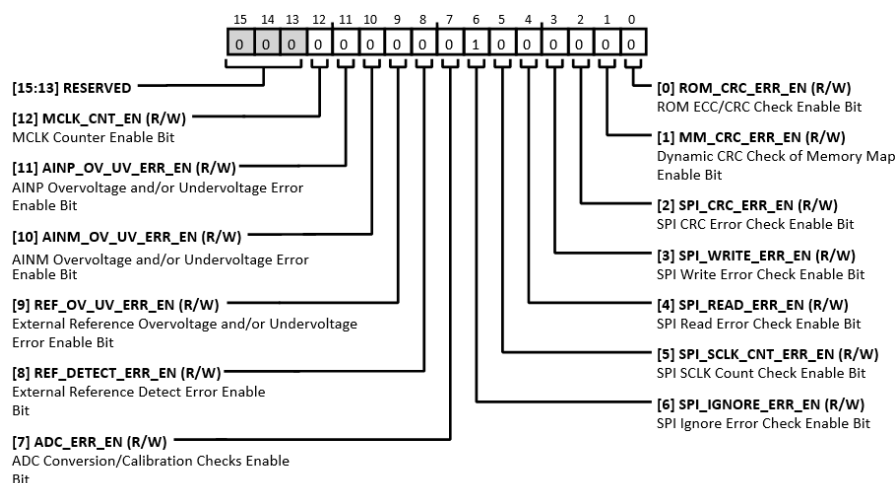 15 14 13 12 11 10 9 8 7 6 5 4 3 2 1 0
0 0 0 0 0 0 0 0 0 1 0 0 0 0 0 0
[15:13] RESERVED
[12] MCLK_CNT_EN (R/W)
MCLK Counter Enable Bit
[11] AINP_OV_UV_ERR_EN (R/W)
AINP Overvoltage and/or Undervoltage Error
Enable Bit
[10] AINM_OV_UV_ERR_EN (R/W)
AINM Overvoltage and/or Undervoltage Error
Enable Bit
[9] REF_OV_UV_ERR_EN (R/W)
External Reference Overvoltage and/or Undervoltage
Error Enable Bit
[8] REF_DETECT_ERR_EN (R/W)
External Reference Detect Error Enable
Bit
[7] ADC_ERR_EN (R/W)
ADC Conversion/Calibration Checks Enable
Bit
[0] ROM_CRC_ERR_EN (R/W)
ROM ECC/CRC Check Enable Bit
[1] MM_CRC_ERR_EN (R/W)
Dynamic CRC Check of Memory Map
Enable Bit
[2] SPI_CRC_ERR_EN (R/W)
SPI CRC Error Check Enable Bit
[3] SPI_WRITE_ERR_EN (R/W)
SPI Write Error Check Enable Bit
[4] SPI_READ_ERR_EN (R/W)
SPI Read Error Check Enable Bit
[5] SPI_SCLK_CNT_ERR_EN (R/W)
SPI SCLK Count Check Enable Bit
[6] SPI_IGNORE_ERR_EN (R/W)
SPI Ignore Error Check Enable Bit